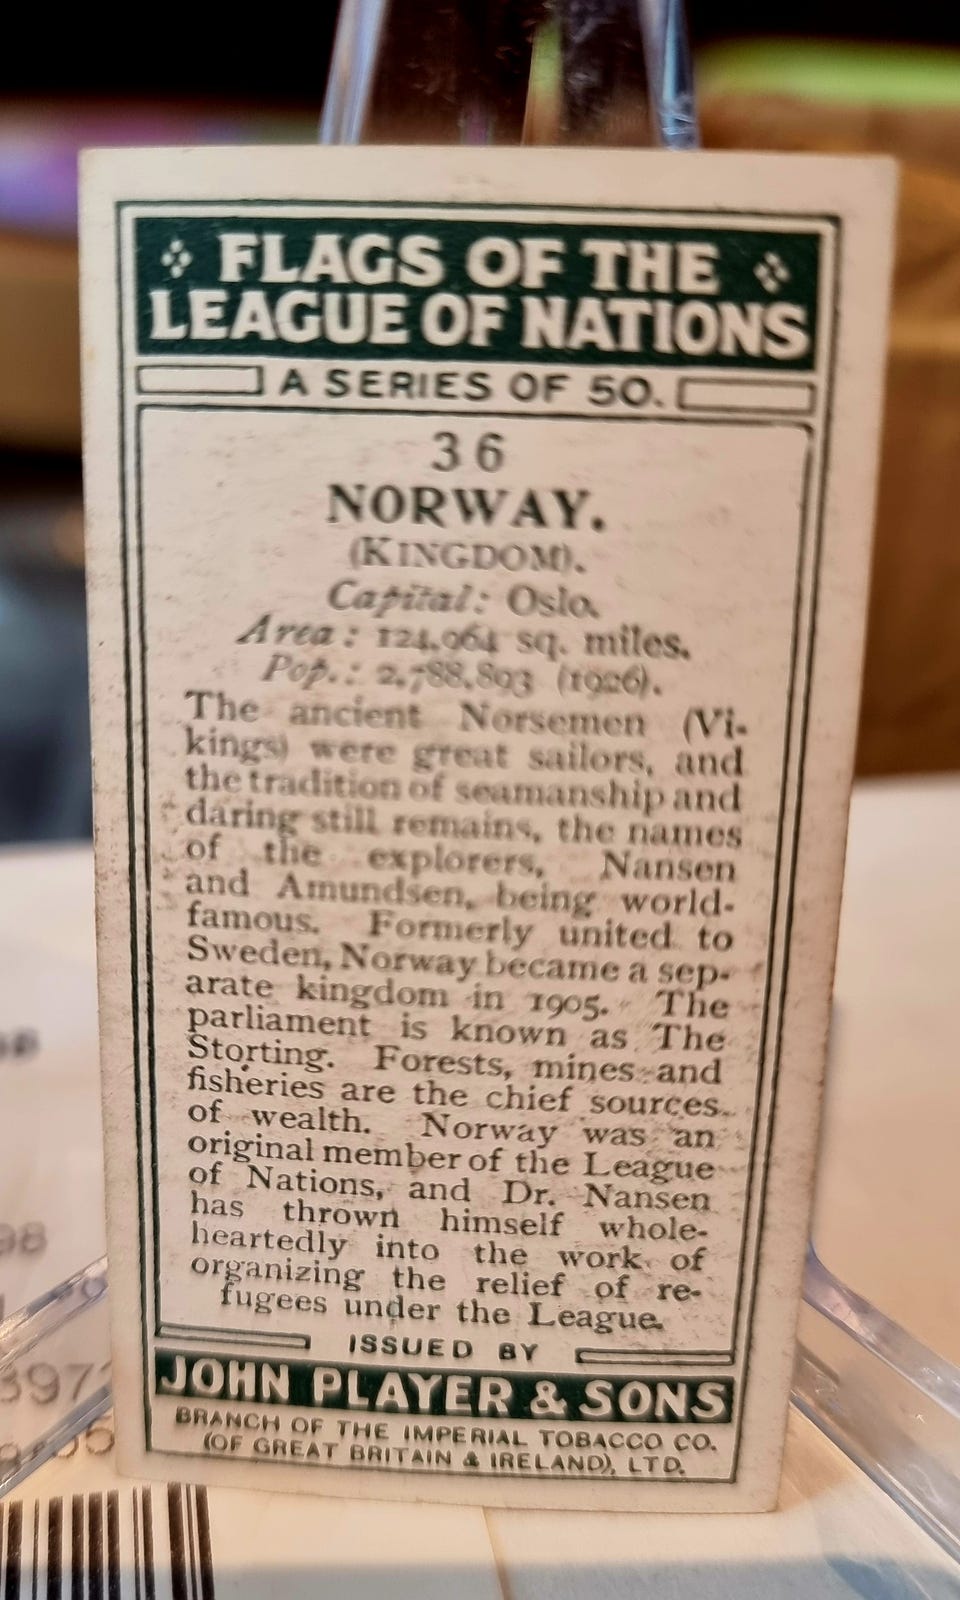 FLAGS OF THE
LEAGUE OF NATIONS
A SERIES OF 50.
36
NORWAY.
(KINGDOM).
Capital: Oslo.
Area: 124,964 sq. miles.
Pop.: 2,788,893 (1926).
The ancient Norsemen (Vi-
kings) were great sailors, and
the tradition of seamanship and
daring still remains, the names
of the explorers, Nansen
and Amundsen, being world-
famous. Formerly united to
Sweden, Norway became a sep-
arate kingdom in 1905. The
parliament is known as The
Storting. Forests, mines and
fisheries are the chief sources
of wealth. Norway was an
original member of the League
of Nations, and Dr. Nansen
has thrown himself whole-
heartedly into the work of
organizing the relief of re-
fugees under the League.
ISSUED BY
JOHN PLAYER & SONS
BRANCH OF THE IMPERIAL TOBACCO CO.
(OF GREAT BRITAIN & IRELAND), LTD.